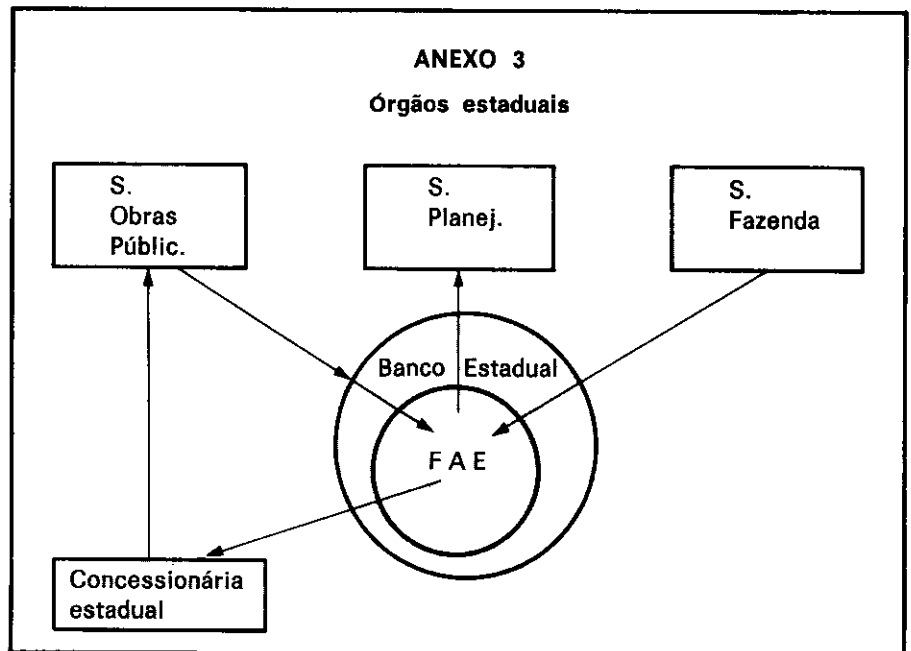 ANEXO 3
Órgãos estaduais
S.
Obras
Públic.
S.
Planej.
S.
Fazenda
Banco Estadual
F A E
Concessionária
estadual